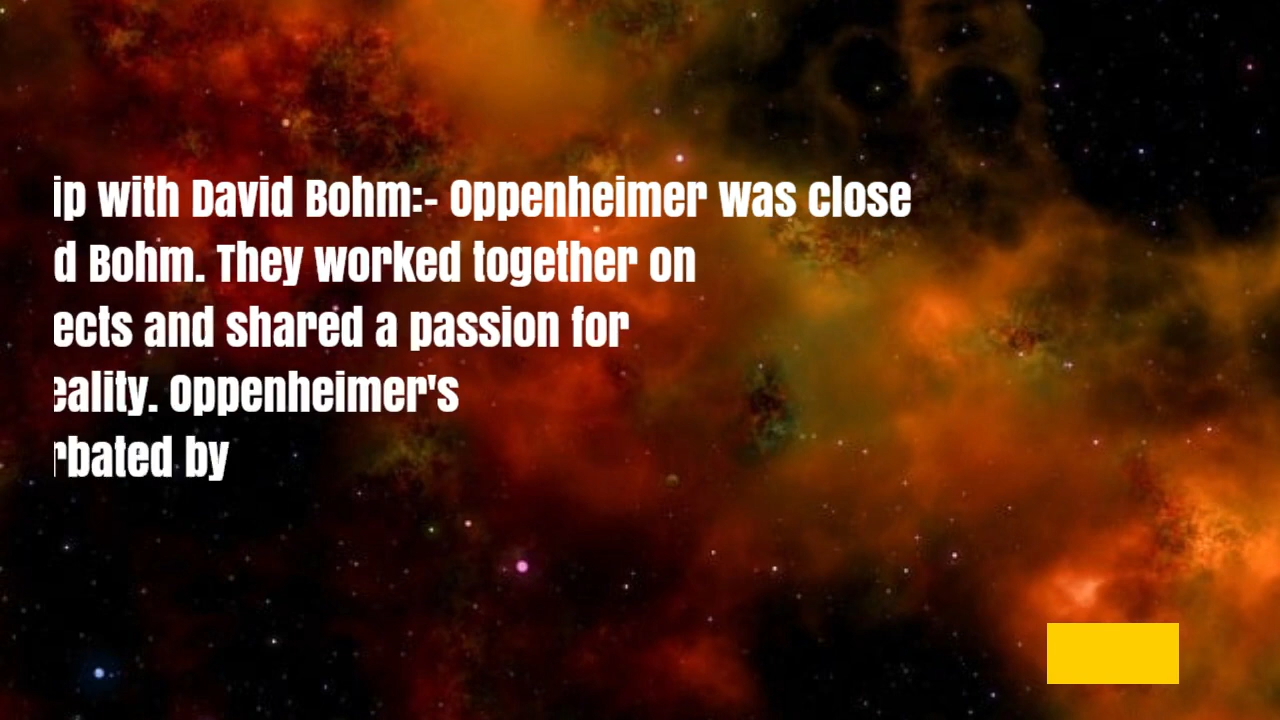 ip with David Bohm:- Oppenheimer was close
d Bohm. They worked together on
ects and shared a passion for
eality. Oppenheimer's
rbated by